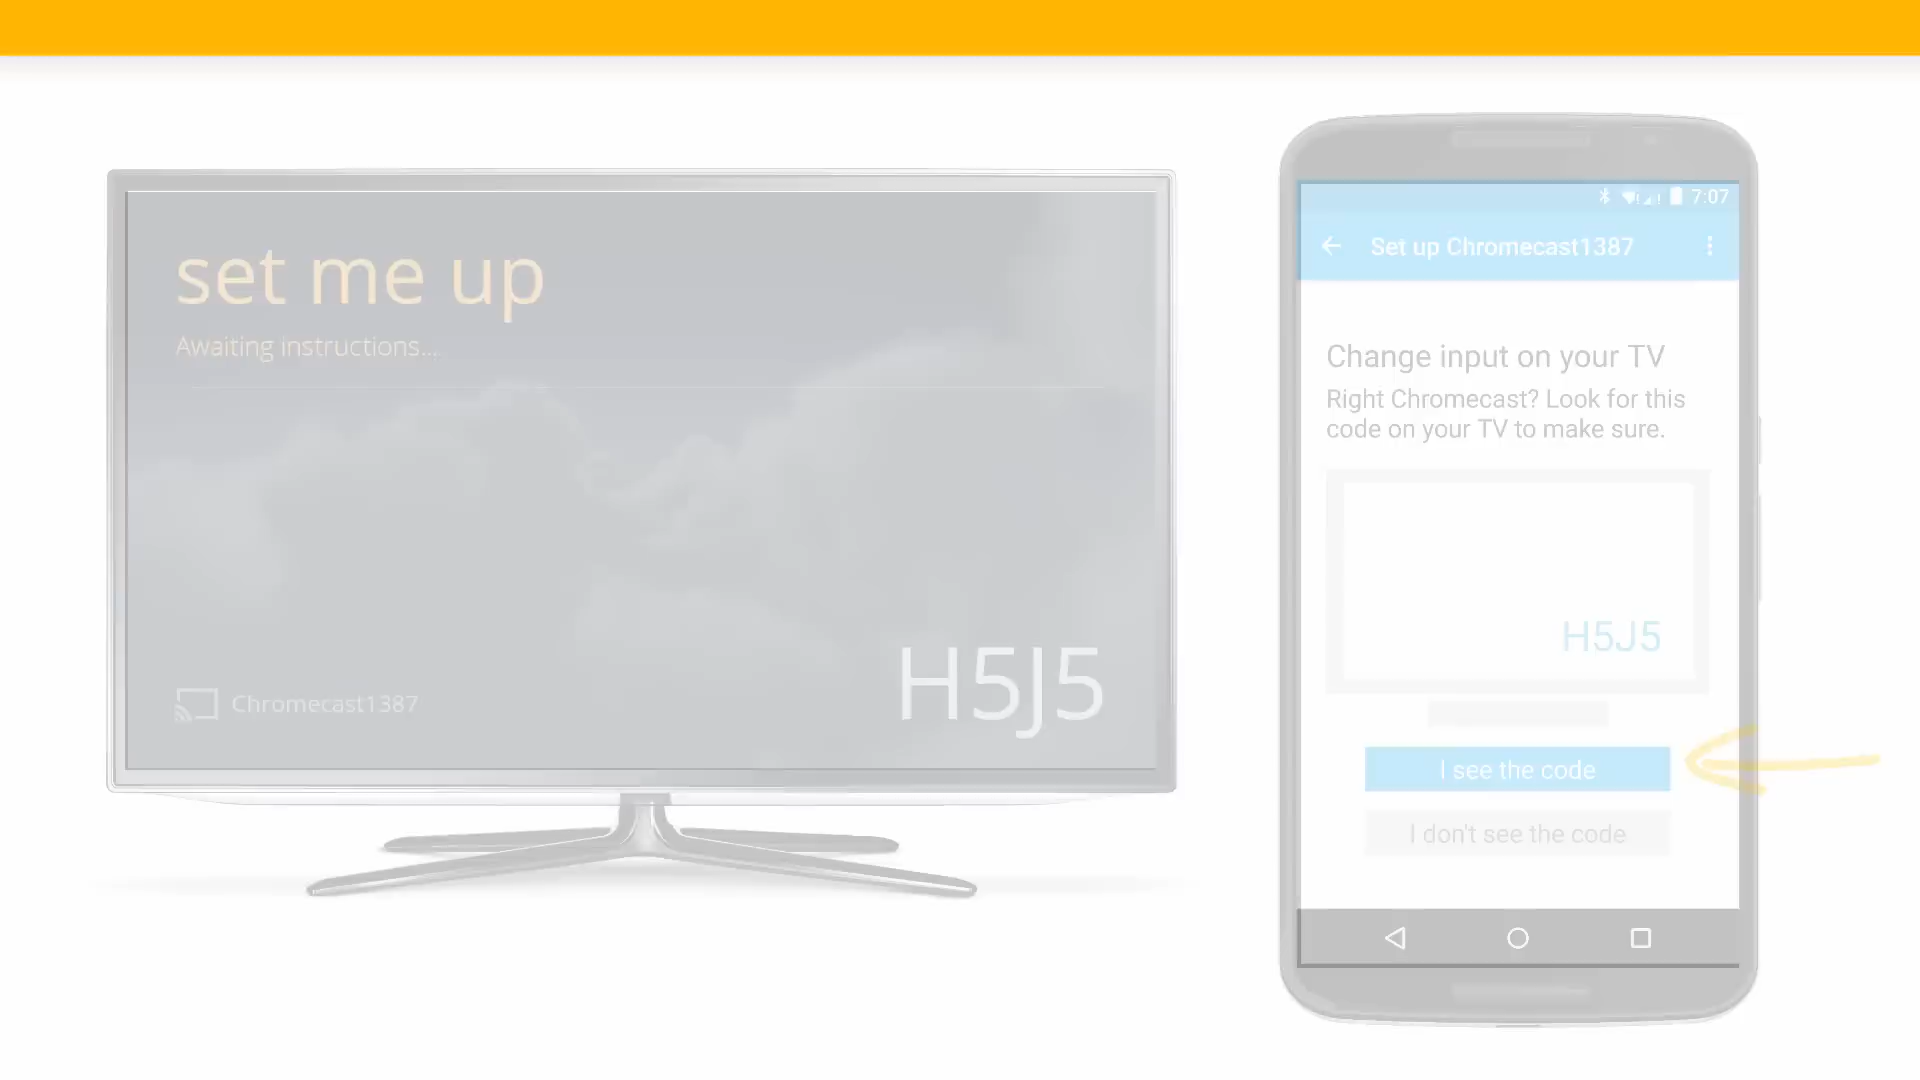 set me up
Awaiting instructions...
Chromecast1387
H5J5
7:07
Set up Chromecast1387
Change input on your TV
Right Chromecast? Look for this
code on your TV to make sure.
H5J5
I see the code
I don't see the code